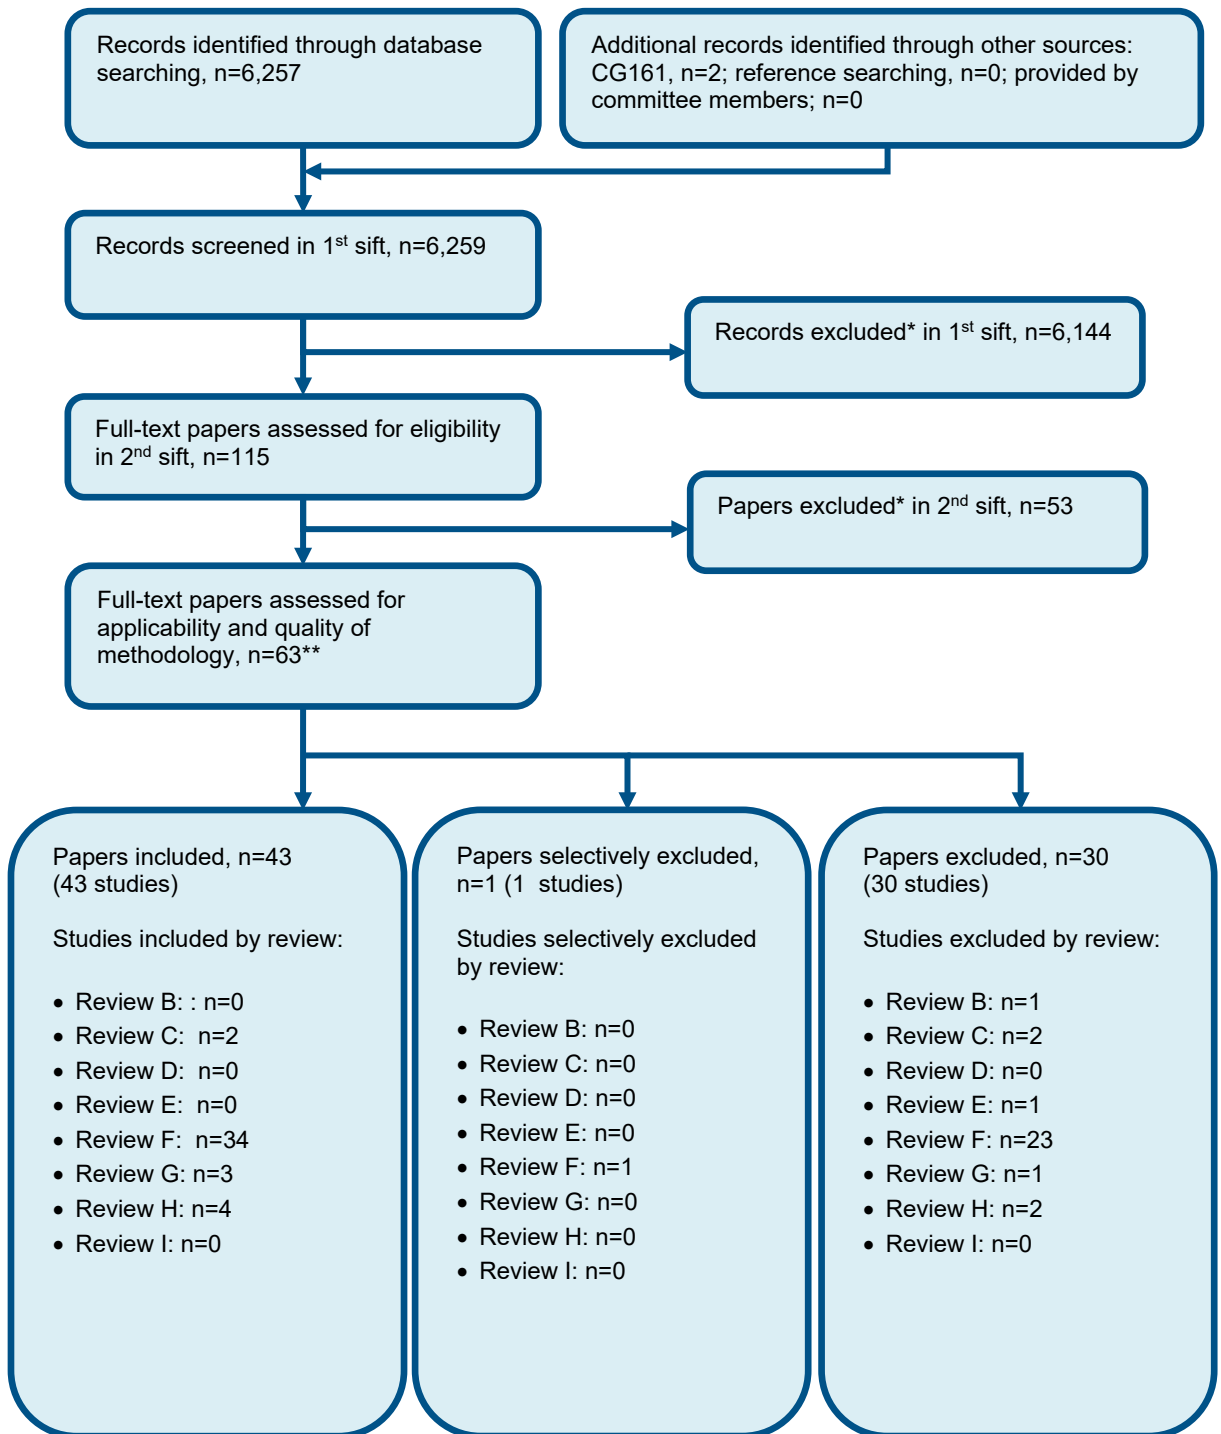 Records identified through database
searching, n=6,257
Additional records identified through other sources:
CG161, n=2; reference searching, n=0; provided by
committee members; n=0
Records screened in 1st sift, n=6,259
Records excluded* in 1st sift, n=6,144
Full-text papers assessed for eligibility
in 2nd sift, n=115
Papers excluded* in 2nd sift, n=53
Full-text papers assessed for
applicability and quality of
methodology, n=63**
Papers included, n=43
(43 studies)
Studies included by review:
• Review B: : n=0
• Review C:  n=2
• Review D:  n=0
• Review E:  n=0
• Review F:  n=34
• Review G: n=3
• Review H: n=4
• Review I: n=0
Papers selectively excluded,
n=1 (1  studies)
Studies selectively excluded
by review:
• Review B: n=0
• Review C: n=0
• Review D: n=0
• Review E: n=0
• Review F: n=1
• Review G: n=0
• Review H: n=0
• Review I: n=0
Papers excluded, n=30
(30 studies)
Studies excluded by review:
• Review B: n=1
• Review C: n=2
• Review D: n=0
• Review E: n=1
• Review F: n=23
• Review G: n=1
• Review H: n=2
• Review I: n=0